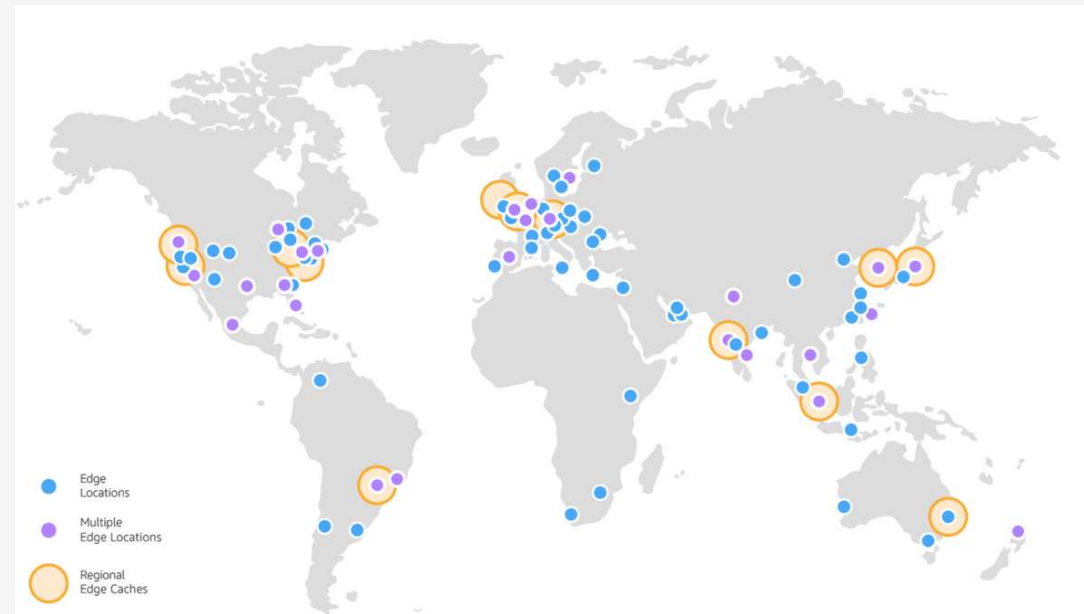 Edge
Locations
Multiple
Edge Locations
Regional
Edge Caches